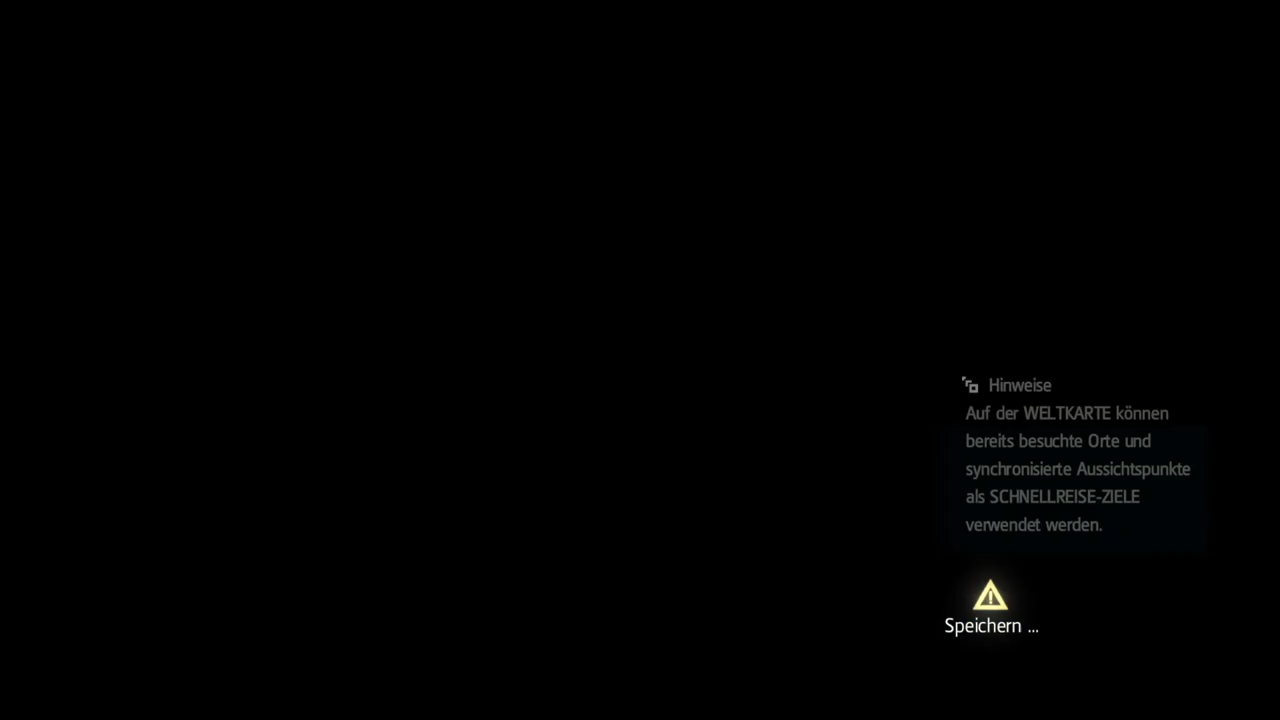 Hinweise
Auf der WELTKARTE können
bereits besuchte Orte und
synchronisierte Aussichtspunkte
als SCHNELLREISE-ZIELE
verwendet werden.
Speichern ...